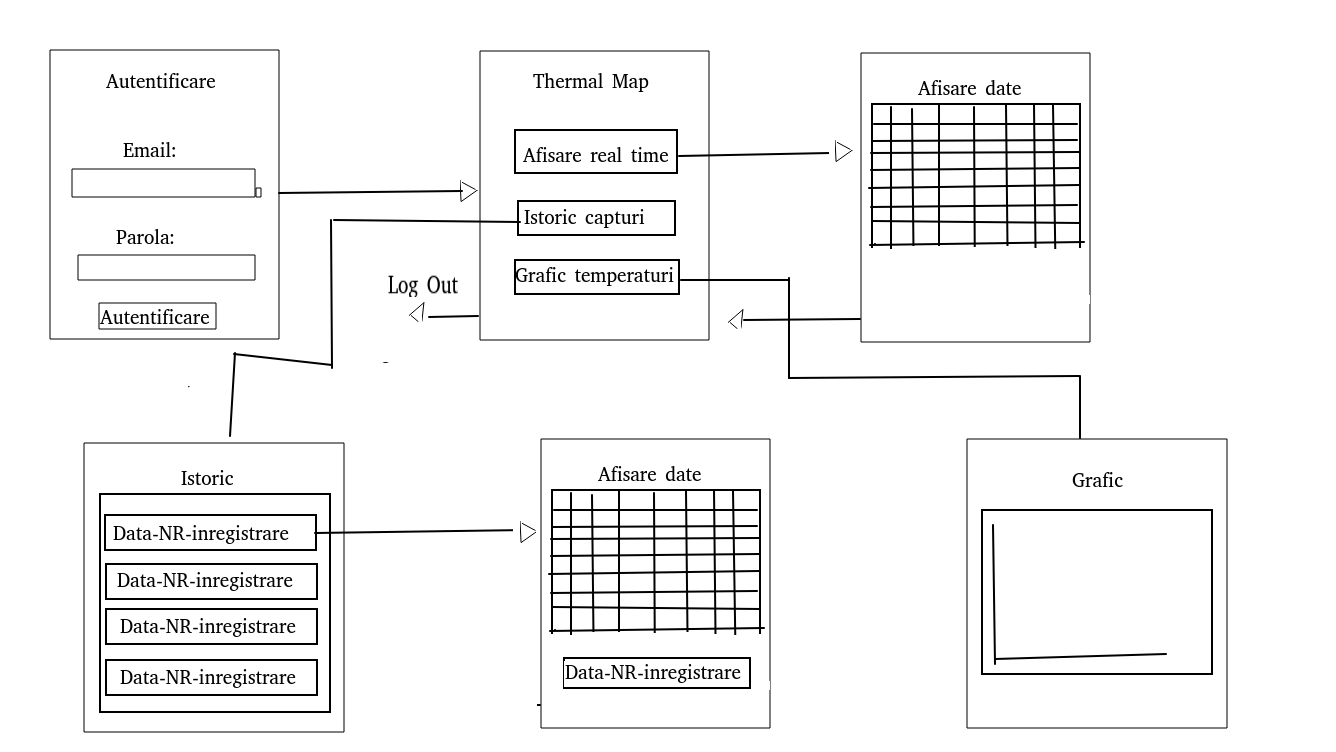 Autentificare
Email:
Parola:
Autentificare
Thermal Map
Afisare real time
Istoric capturi
Grafic temperaturi
Log Out
Afisare date
Istoric
Data-NR-inregistrare
Data-NR-inregistrare
Data-NR-inregistrare
Data-NR-inregistrare
Afisare date
Data-NR-inregistrare
Grafic